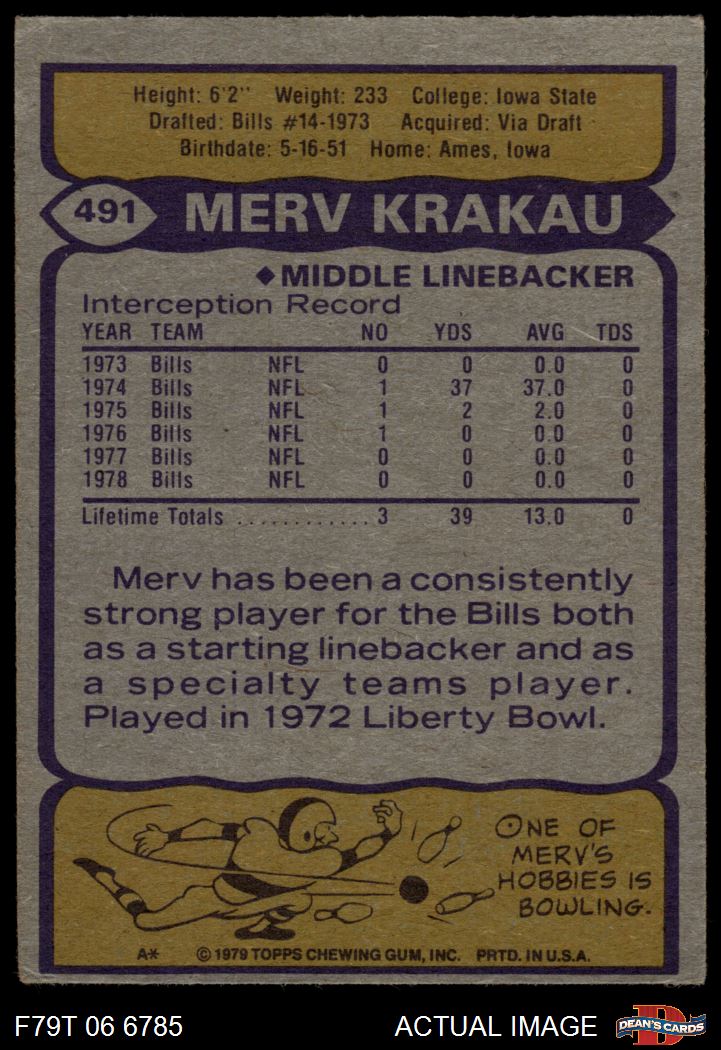 Height: 6'2" Weight: 233 College: Iowa State
Drafted: Bills #14-1973 Acquired: Via Draft
Birthdate: 5-16-51 Home: Ames, Iowa
491 MERV KRAKAU
◆MIDDLE LINEBACKER
Interception Record
YEAR TEAM NO YDS AVG TDS
1973 Bills NFL 0 0 0.0 0
1974 Bills NFL 1 37 37.0 0
1975 Bills NFL 1 2 2.0 0
1976 Bills NFL 1 0 0.0 0
1977 Bills NFL 0 0 0.0 0
1978 Bills NFL 0 0 0.0 0
Lifetime Totals ............3 39 13.0 0
Merv has been a consistently
strong player for the Bills both
as a starting linebacker and as
a specialty teams player.
Played in 1972 Liberty Bowl.
ONE OF
MERV'S
HOBBIES IS
BOWLING.
A* © 1979 TOPPS CHEWING GUM, INC. PRTD. IN U.S.A.
F79T 06 6785 ACTUAL IMAGE D DEAN'S CARDS